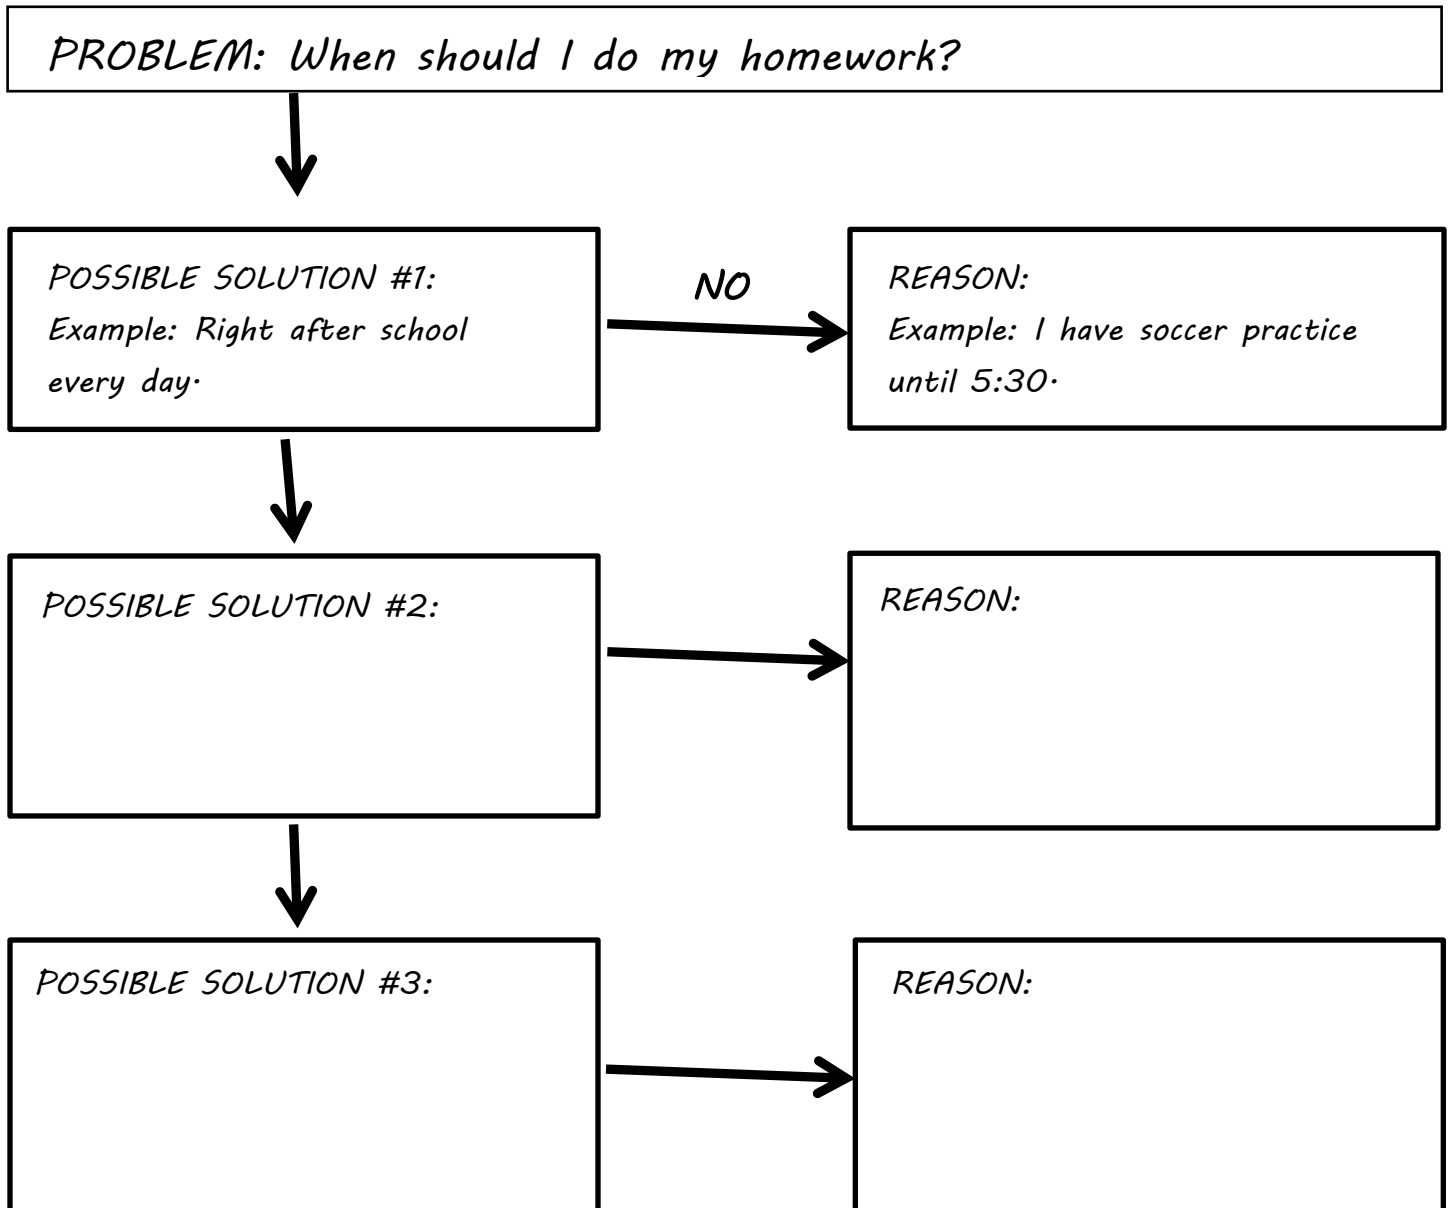 PROBLEM: When should I do my homework?
POSSIBLE SOLUTION #1:
Example: Right after school
every day.
NO
REASON:
Example: I have soccer practice
until 5:30.
POSSIBLE SOLUTION #2:
REASON:
POSSIBLE SOLUTION #3:
REASON: